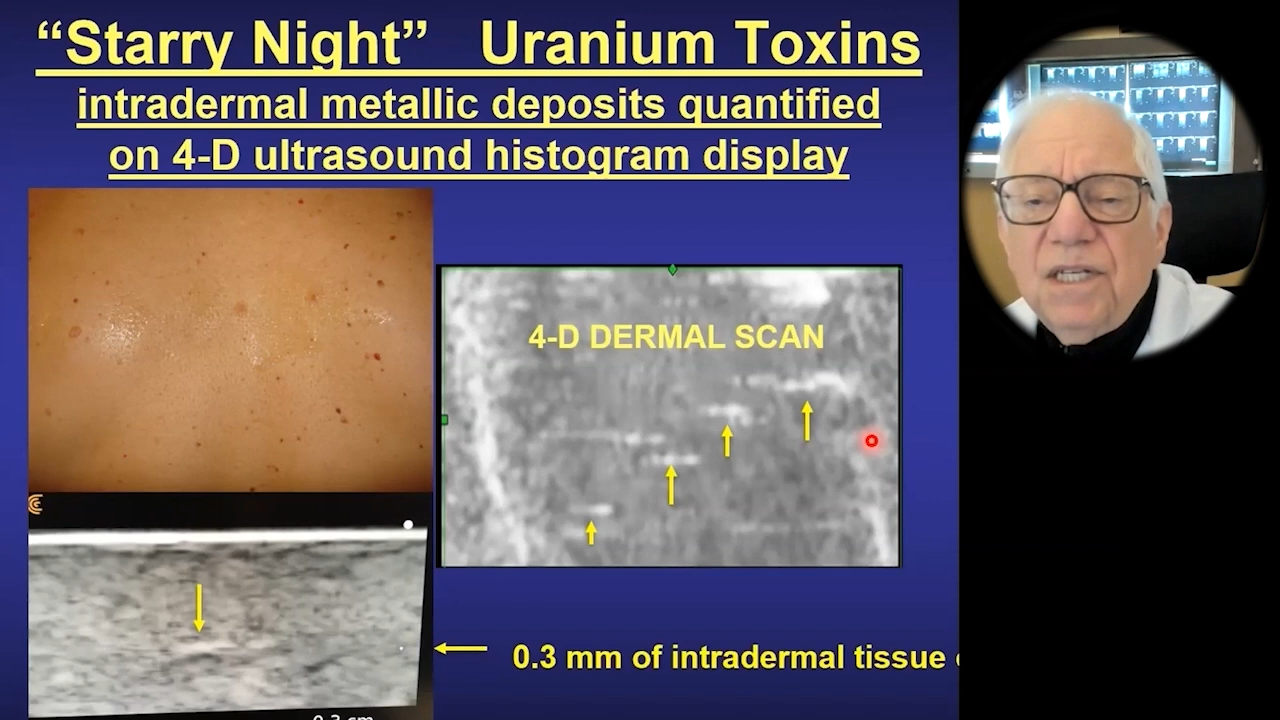 “Starry Night” Uranium Toxins
intradermal metallic deposits quantified
on 4-D ultrasound histogram display
4-D DERMAL SCAN
0.3 mm of intradermal tissue